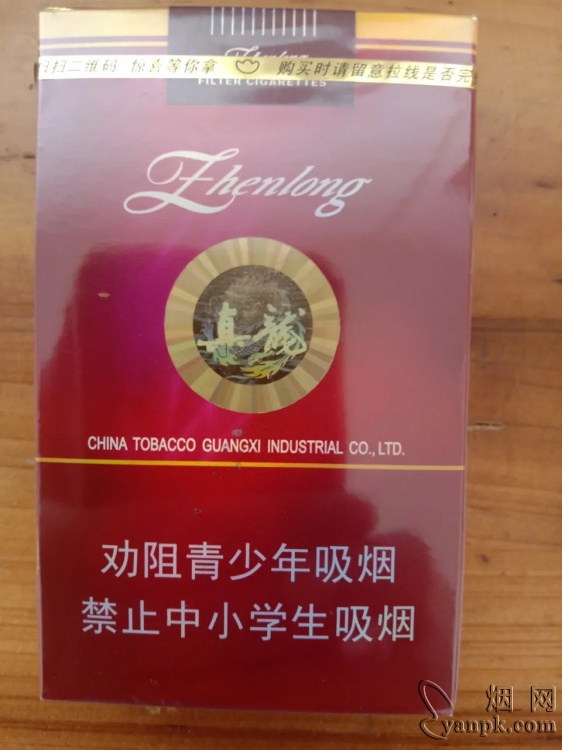 扫二维码 惊喜等你拿 购买时请留意拉线是否完
Zhenlong
FILTER CIGARETTES
Zhenlong
真龙
CHINA TOBACCO GUANGXI INDUSTRIAL CO., LTD.
劝阻青少年吸烟
禁止中小学生吸烟
烟网
yanpk.com